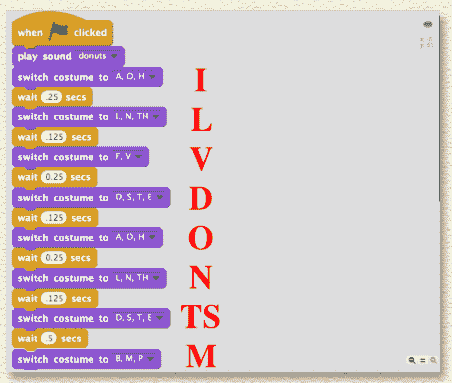 when clicked
play sound donuts
switch costume to A, O, H
I
wait .25 secs
switch costume to L, N, TH
L
wait .125 secs
switch costume to F, V
V
wait 0.25 secs
switch costume to D, S, T, E
D
wait .125 secs
switch costume to A, O, H
O
wait 0.25 secs
switch costume to L, N, TH
N
wait .125 secs
switch costume to D, S, T, E
TS
wait .5 secs
switch costume to B, M, P
M